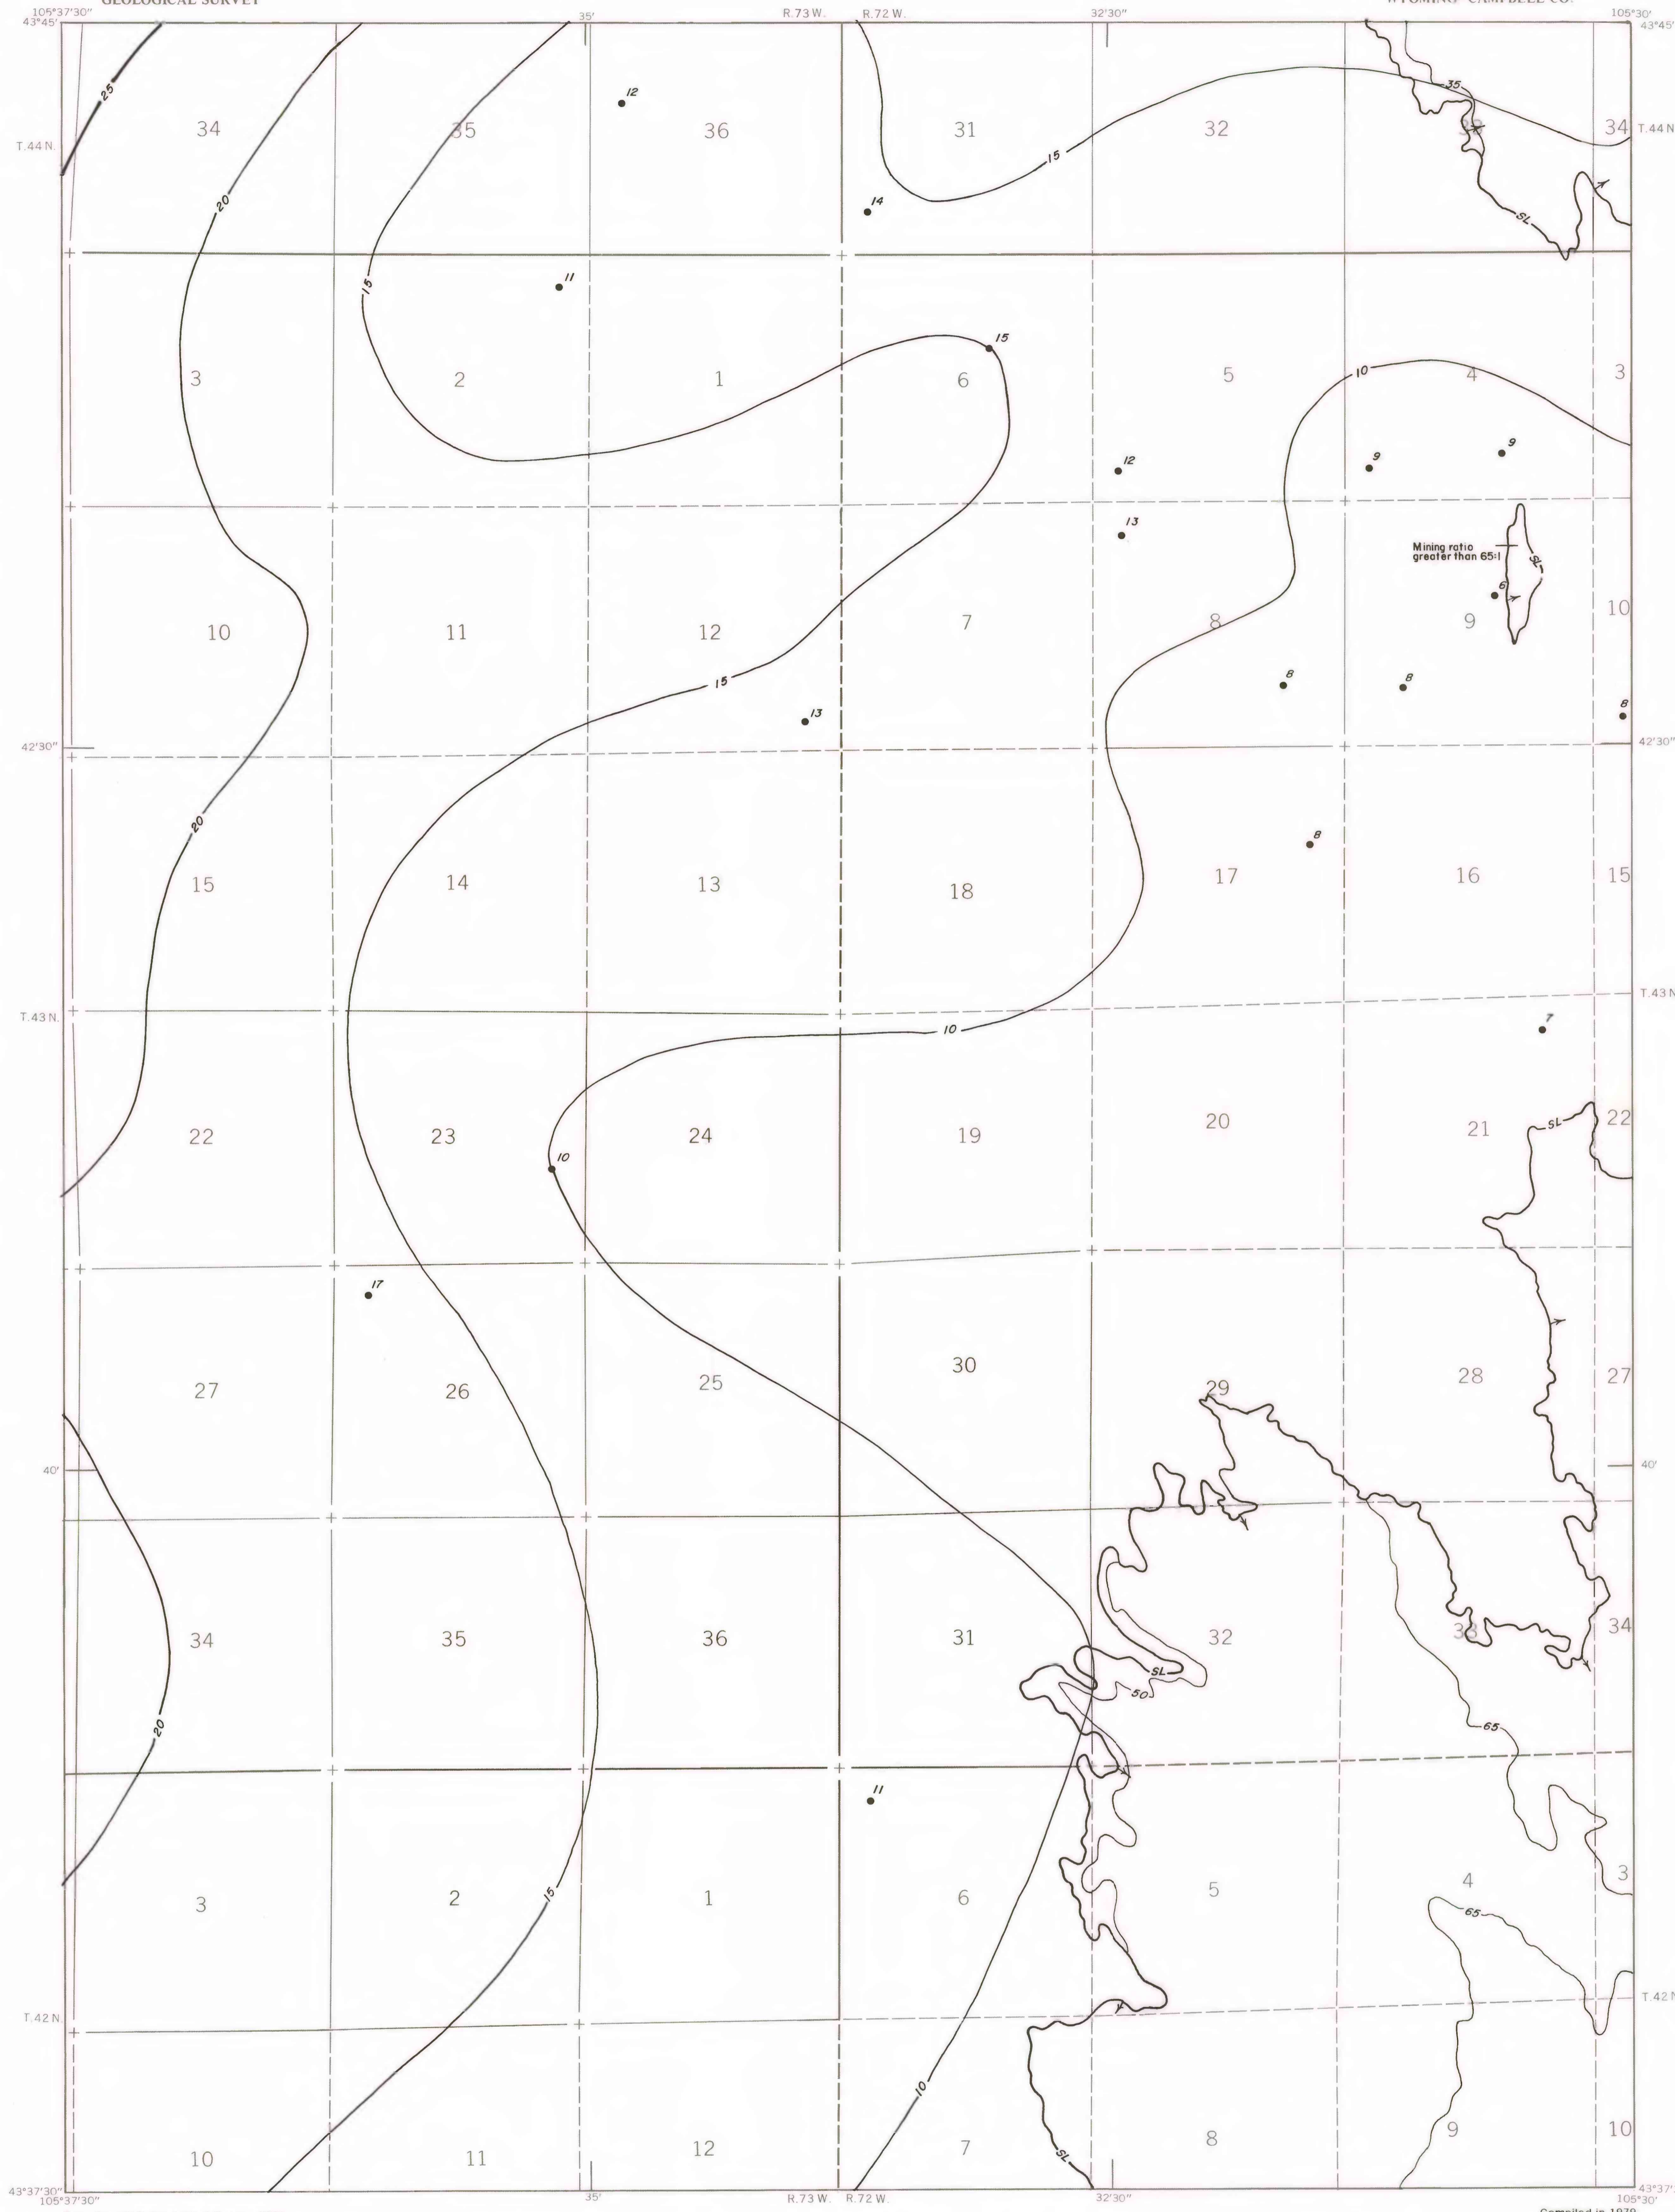 GEOLOGICAL SURVEY
WYOMING CAMPBELL CO.
105°37'30" 35' R.73 W. R.72 W. 32'30" 105°30'
43°45' 43°45'
25
35
12
34 35 36 31 32 33 34
T.44 N. T.44 N.
15
20
14
SL
11
15
15
3 2 1 6 5 10 4 3
9
12 9
13
Mining ratio
greater than 65:1
SL
6
10 11 12 7 8 9 10
15
8 8
13 8
42'30" 42'30"
20
8
15 14 13 18 17 16 15
T.43 N. T.43 N.
10 7
22 23 24 19 20 21 SL 22
10
17
27 26 25 30 29 28 27
40' 40'
34 35 36 31 32 33 34
SL
50
20 65
11
3 2 1 6 5 4 3
15 65
T.42 N. T.42 N.
10
10 11 12 7 8 9 10
SL
43°37'30" 43°37'30"
105°37'30" 35' R.73 W. R.72 W. 32'30" 105°30'